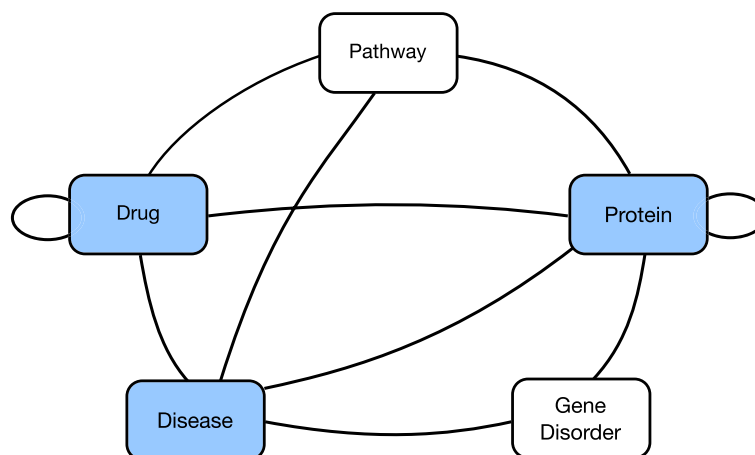 Pathway
Drug
Protein
Disease
Gene
Disorder